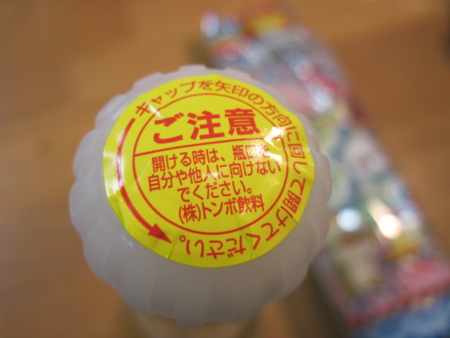 キャップを矢印の方向に回して開けてください。
ご注意
開ける時は、瓶口を
自分や他人に向けない
でください。
(株)トンボ飲料